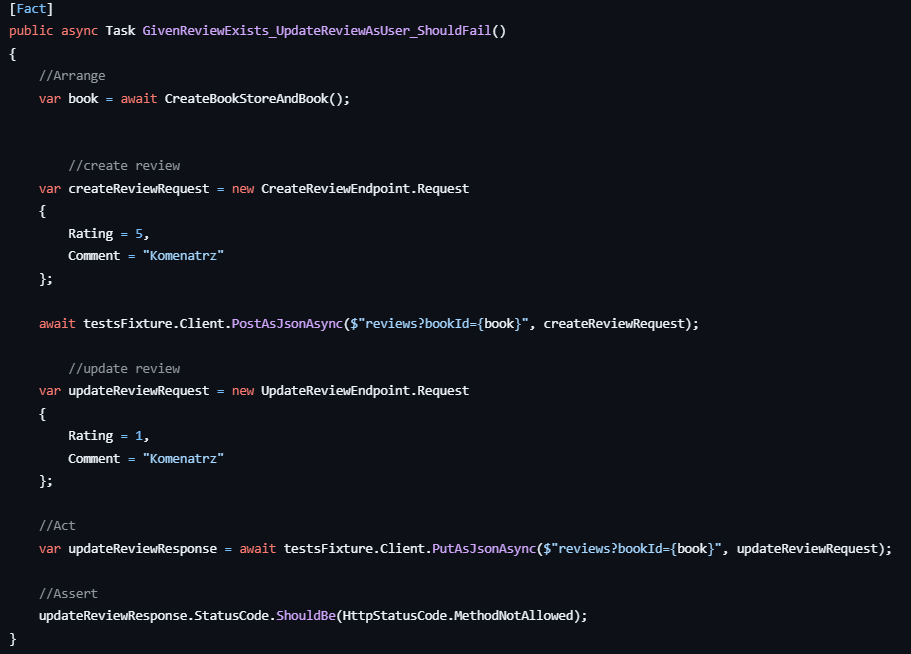 [Fact]
public async Task GivenReviewExists_UpdateReviewAsUser_ShouldFail()
{
    //Arrange
    var book = await CreateBookStoreAndBook();
        //create review
    var createReviewRequest = new CreateReviewEndpoint.Request
    {
        Rating = 5,
        Comment = "Komenatrz"
    };
    await testsFixture.Client.PostAsJsonAsync($"reviews?bookId={book}", createReviewRequest);
        //update review
    var updateReviewRequest = new UpdateReviewEndpoint.Request
    {
        Rating = 1,
        Comment = "Komenatrz"
    };
    //Act
    var updateReviewResponse = await testsFixture.Client.PutAsJsonAsync($"reviews?bookId={book}", updateReviewRequest);
    //Assert
    updateReviewResponse.StatusCode.ShouldBe(HttpStatusCode.MethodNotAllowed);
}